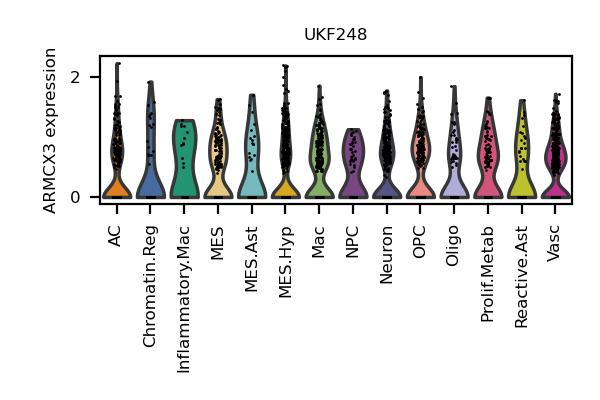 UKF248
ARMCX3 expression
2
0
AC
Chromatin.Reg
Inflammatory.Mac
MES
MES.Ast
MES.Hyp
Mac
NPC
Neuron
OPC
Oligo
Prolif.Metab
Reactive.Ast
Vasc